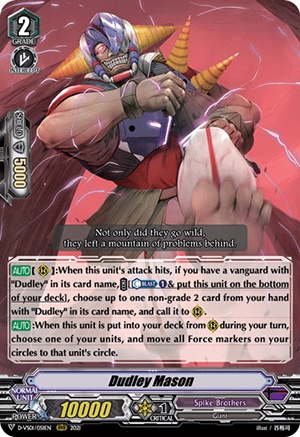 2
GRADE
INTERCEPT
5000
Not only did they go wild,
they left a mountain of problems behind.
AUTO [R]:When this unit's attack hits, if you have a vanguard with
"Dudley" in its card name, COST[COUNTER BLAST 1 & put this unit on the bottom
of your deck], choose up to one non-grade 2 card from your hand
with "Dudley" in its card name, and call it to R.
AUTO:When this unit is put into your deck from R during your turn,
choose one of your units, and move all Force markers on your
circles to that unit's circle.
Dudley Mason
NORMAL UNIT
Spike Brothers
POWER 10000
1
CRITICAL
Giant
D-VS01/051EN RRR 2021